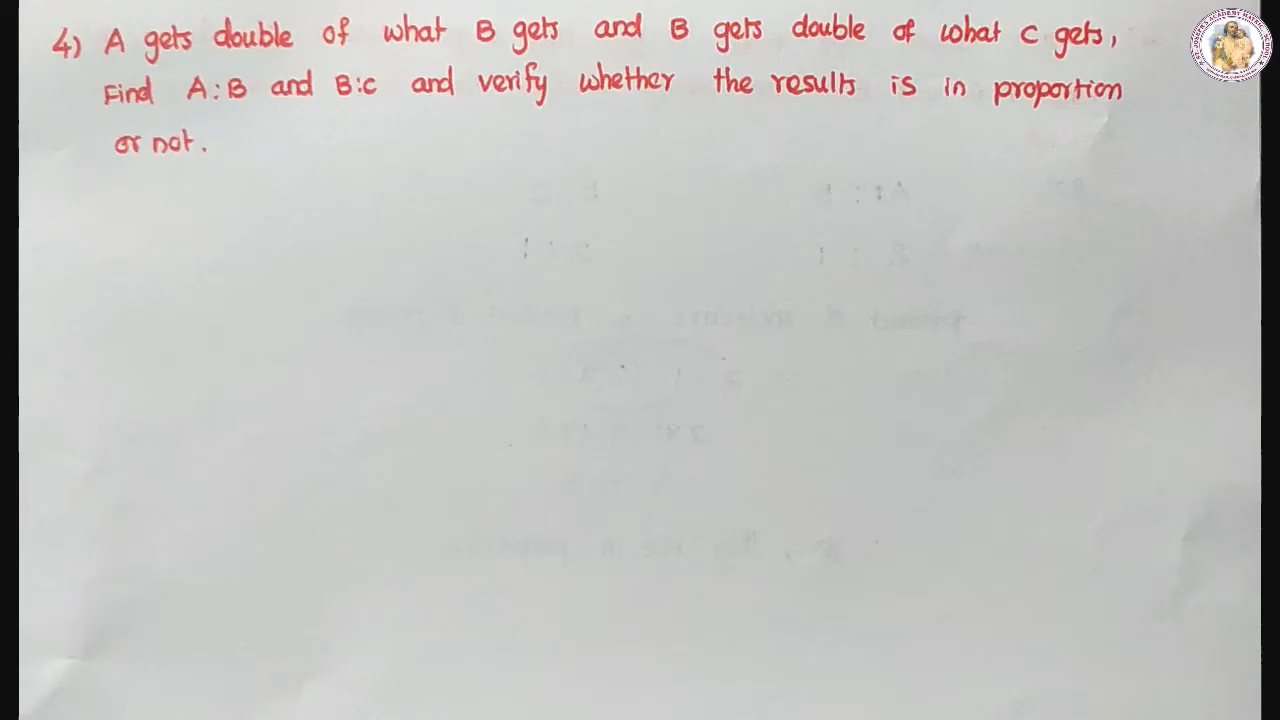 4) A gets double of what B gets and B gets double of what C gets,
Find A:B and B:C and verify whether the results is in proportion
or not.